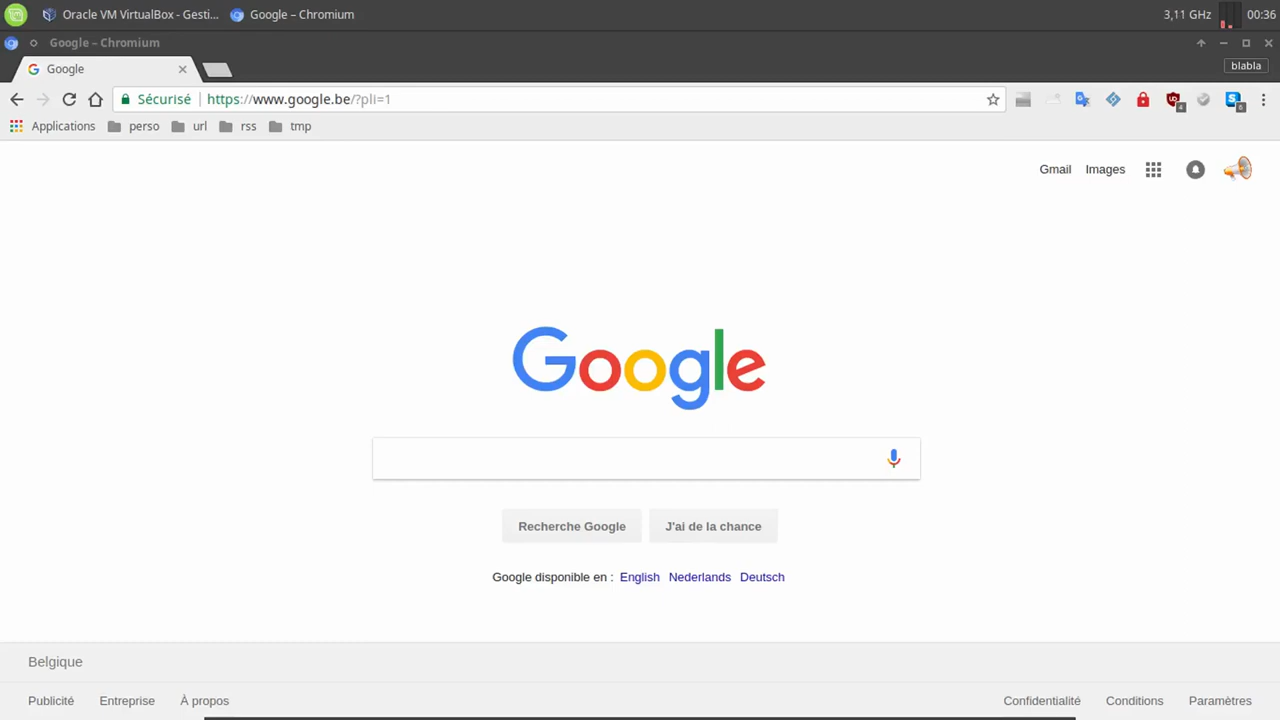 Oracle VM VirtualBox - Gesti... Google – Chromium 3,11 GHz 00:36
Google – Chromium
Google blabla
Sécurisé https://www.google.be/?pli=1
Applications perso url rss tmp
Gmail Images
Google
Recherche Google J'ai de la chance
Google disponible en : English Nederlands Deutsch
Belgique
Publicité Entreprise À propos Confidentialité Conditions Paramètres